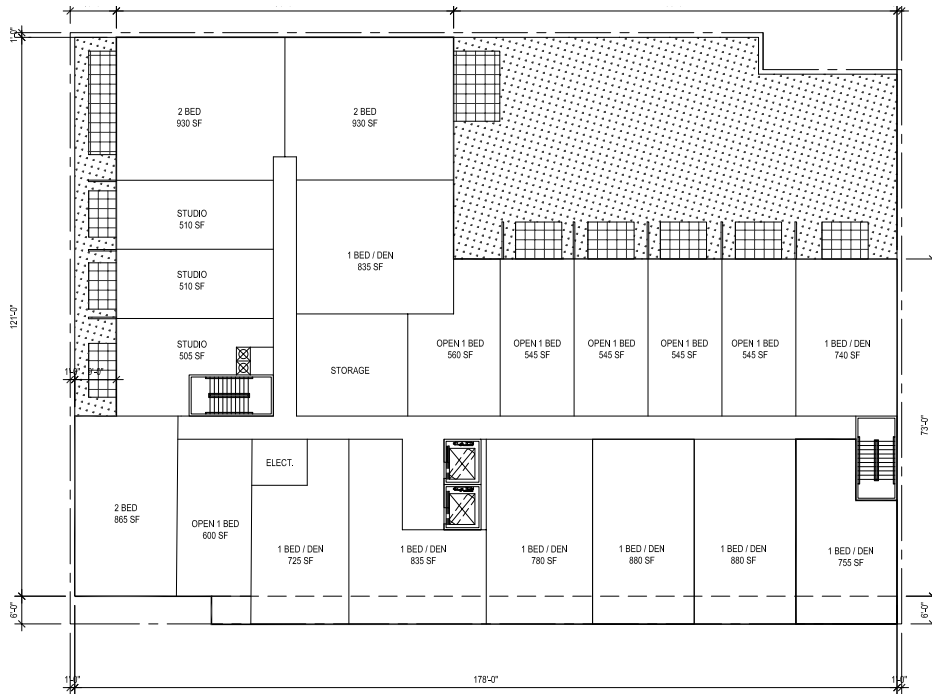 1'-0"
2 BED
930 SF
2 BED
930 SF
STUDIO
510 SF
1 BED / DEN
835 SF
STUDIO
510 SF
121'-0"
STUDIO
505 SF
OPEN 1 BED
560 SF
OPEN 1 BED
545 SF
OPEN 1 BED
545 SF
OPEN 1 BED
545 SF
OPEN 1 BED
545 SF
1 BED / DEN
740 SF
STORAGE
1'-0"
9'-0"
73'-0"
ELECT.
2 BED
865 SF
OPEN 1 BED
600 SF
1 BED / DEN
725 SF
1 BED / DEN
835 SF
1 BED / DEN
780 SF
1 BED / DEN
880 SF
1 BED / DEN
880 SF
1 BED / DEN
755 SF
6'-0"
6'-0"
1'-0"
178'-0"
1'-0"